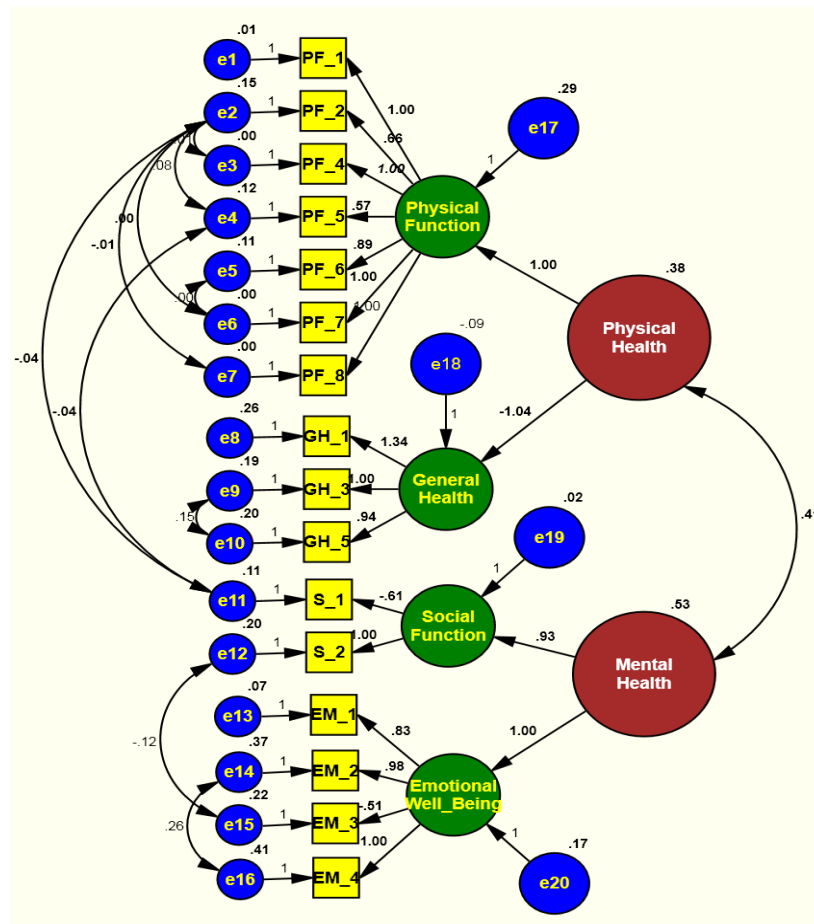 .01
e1
1
PF_1
.15
e2
1
PF_2
.00
e3
1
PF_4
.12
e4
1
PF_5
.11
e5
1
PF_6
.00
e6
1
PF_7
.00
e7
1
PF_8
.08
.00
-.01
.00
-.04
-.04
1.00
.66
1.00
.57
.89
1.00
1.00
.29
e17
1
Physical
Function
1.00
.38
Physical
Health
-.09
e18
1
-1.04
.26
e8
1
GH_1
1.34
.19
e9
1
GH_3
1.00
General
Health
.15
.20
e10
1
GH_5
.94
.02
e19
1
.11
e11
1
S_1
-.61
Social
Function
.20
e12
1
S_2
1.00
.93
.53
Mental
Health
-.12
.07
e13
1
EM_1
.83
1.00
.37
e14
1
EM_2
.98
Emotional
Well_Being
.22
e15
1
EM_3
-.51
.26
.41
e16
1
EM_4
1.00
1
.17
e20